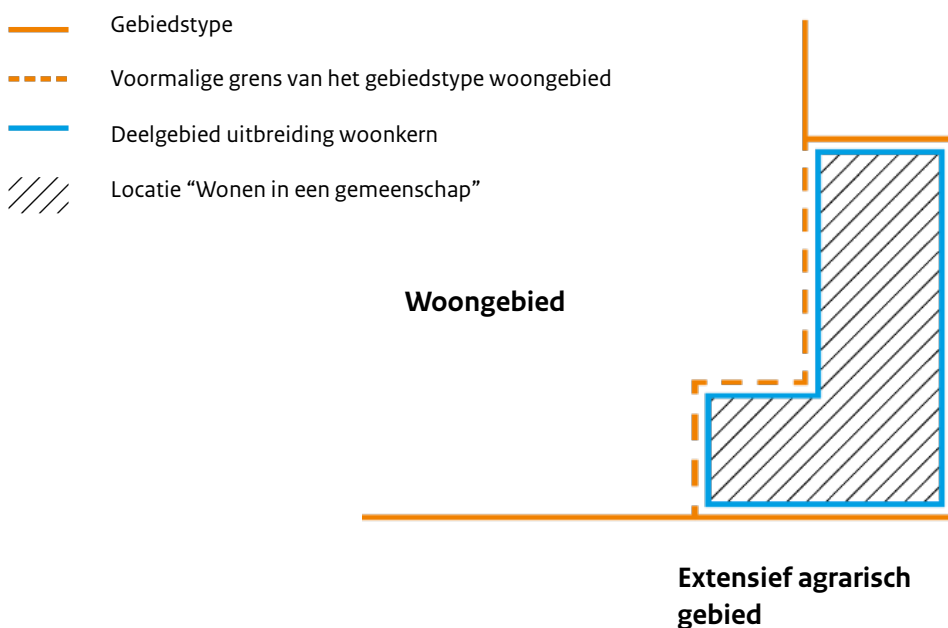 Gebiedstype
Voormalige grens van het gebiedstype woongebied
Deelgebied uitbreiding woonkern
Locatie “Wonen in een gemeenschap”
Woongebied
Extensief agrarisch
gebied